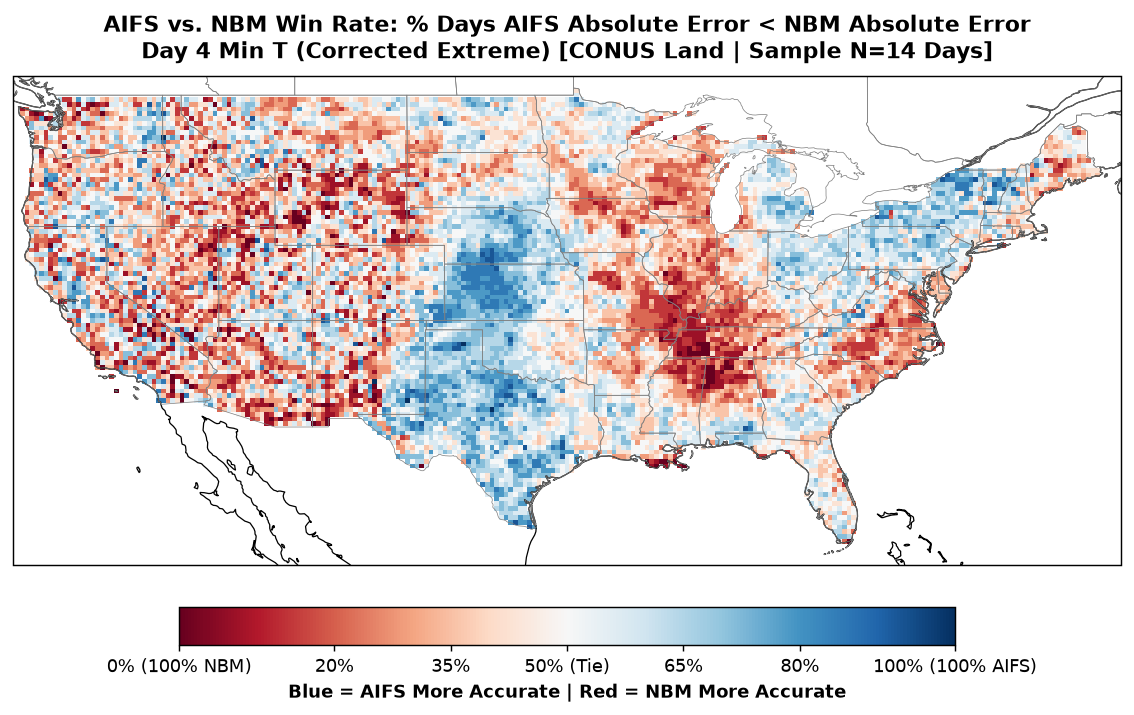 AIFS vs. NBM Win Rate: % Days AIFS Absolute Error < NBM Absolute Error
Day 4 Min T (Corrected Extreme) [CONUS Land | Sample N=14 Days]
0% (100% NBM) 20% 35% 50% (Tie) 65% 80% 100% (100% AIFS)
Blue = AIFS More Accurate | Red = NBM More Accurate